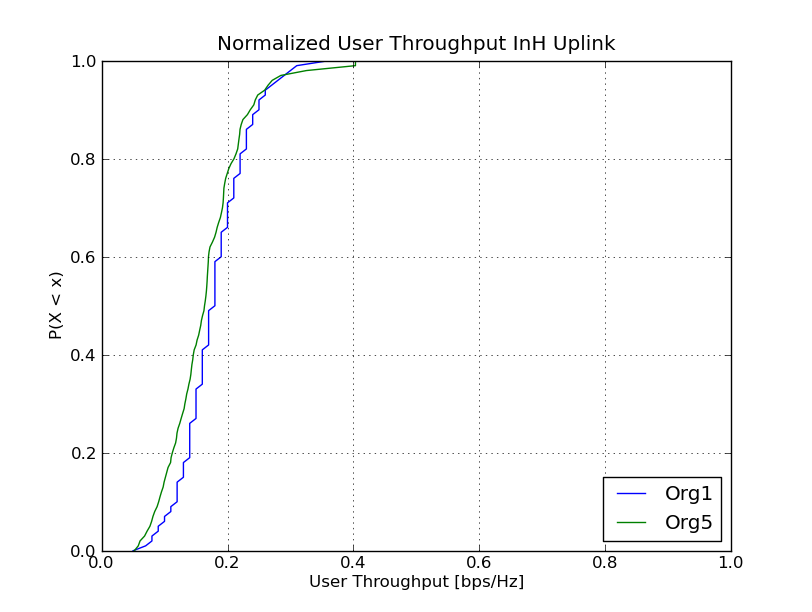 Normalized User Throughput InH Uplink
1.0
0.8
0.6
0.4
0.2
0.0
P(X < x)
Org1
Org5
0.0 0.2 0.4 0.6 0.8 1.0
User Throughput [bps/Hz]